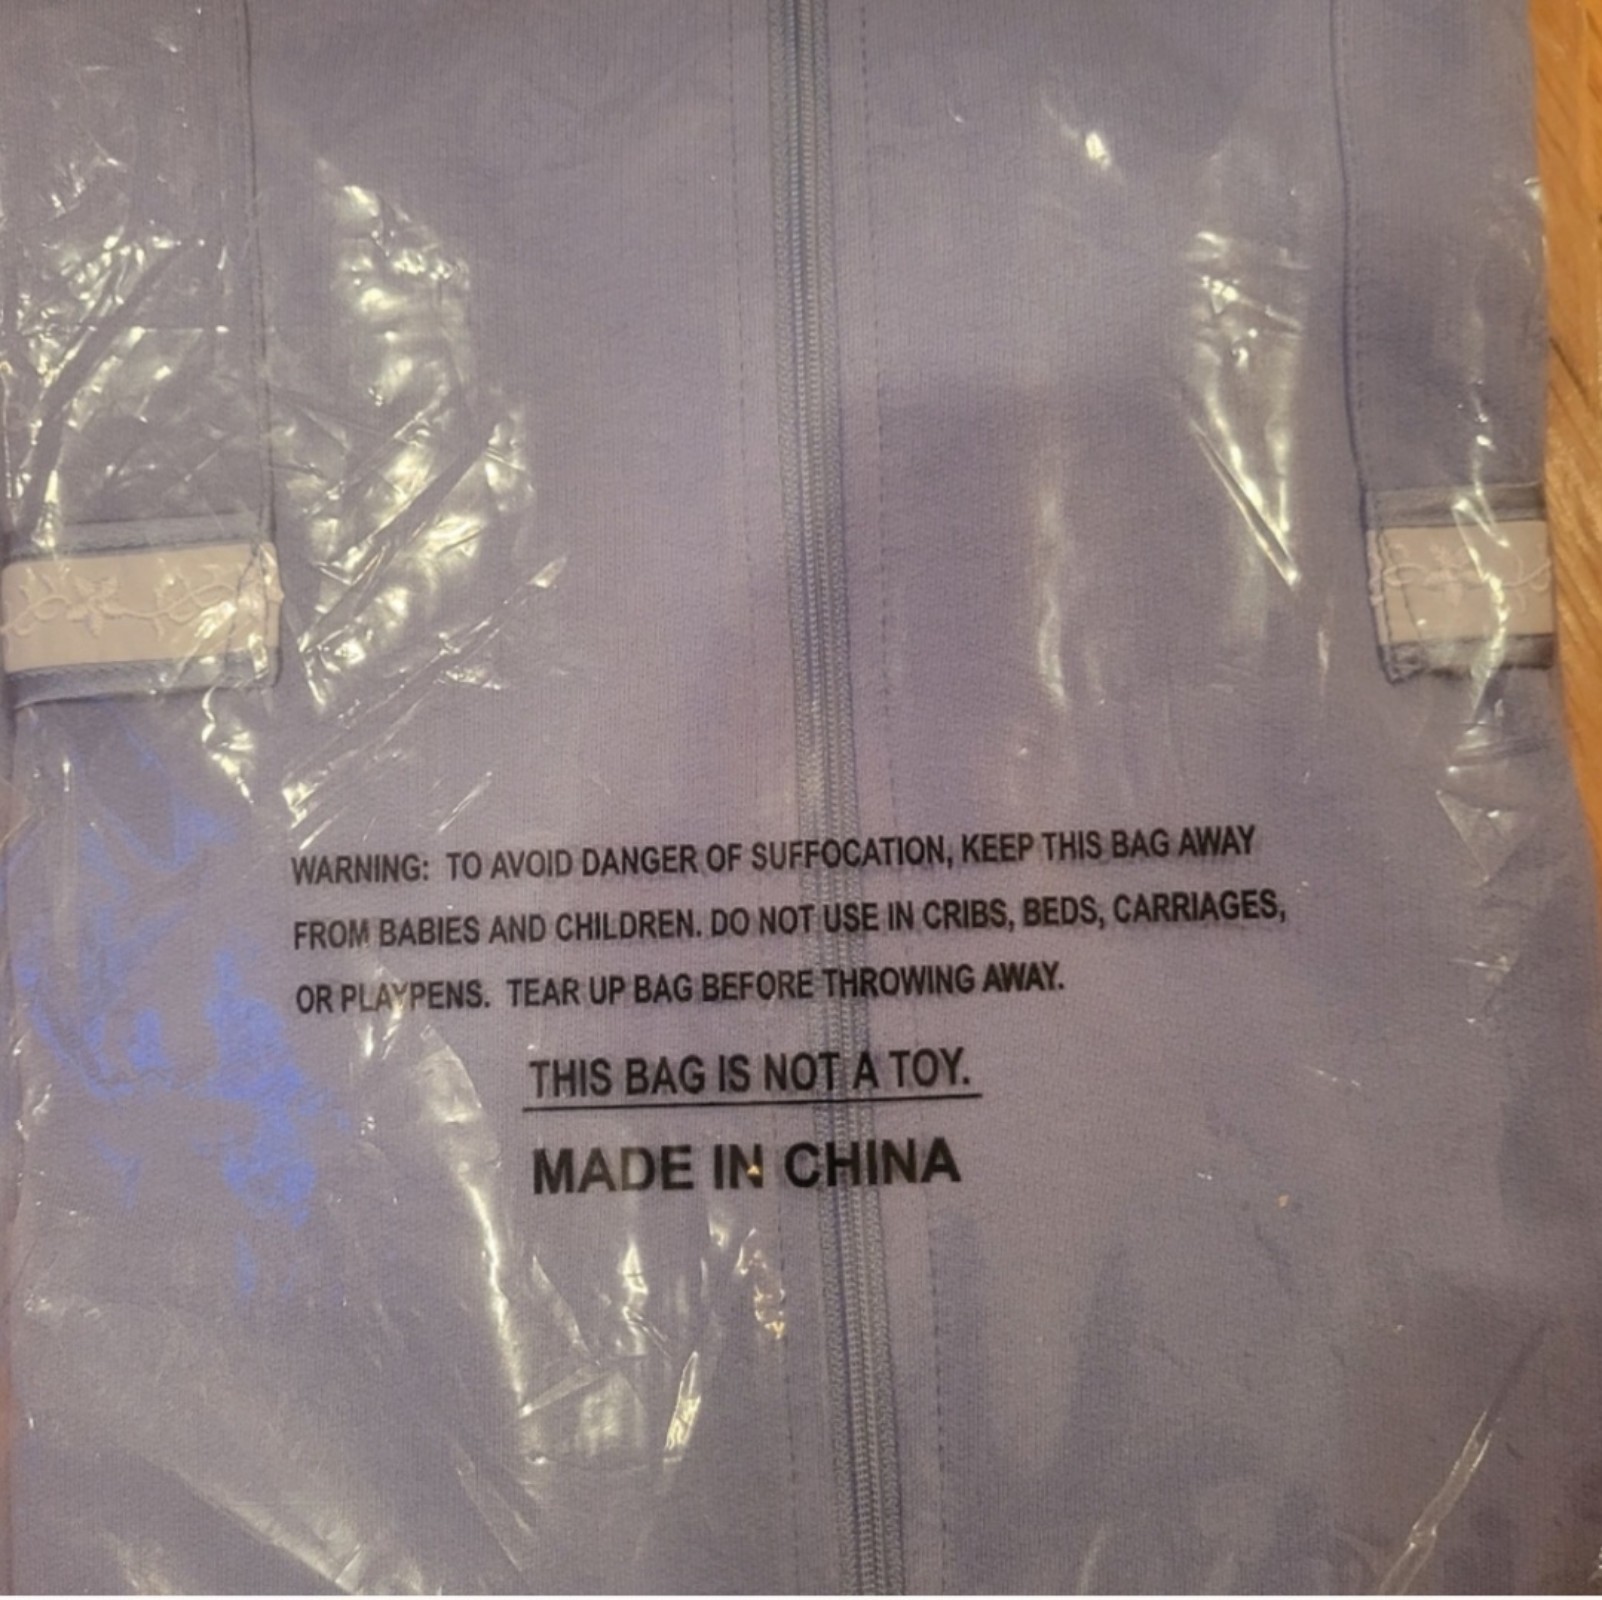 WARNING: TO AVOID DANGER OF SUFFOCATION, KEEP THIS BAG AWAY
FROM BABIES AND CHILDREN. DO NOT USE IN CRIBS, BEDS, CARRIAGES,
OR PLAYPENS. TEAR UP BAG BEFORE THROWING AWAY.
THIS BAG IS NOT A TOY.
MADE IN CHINA